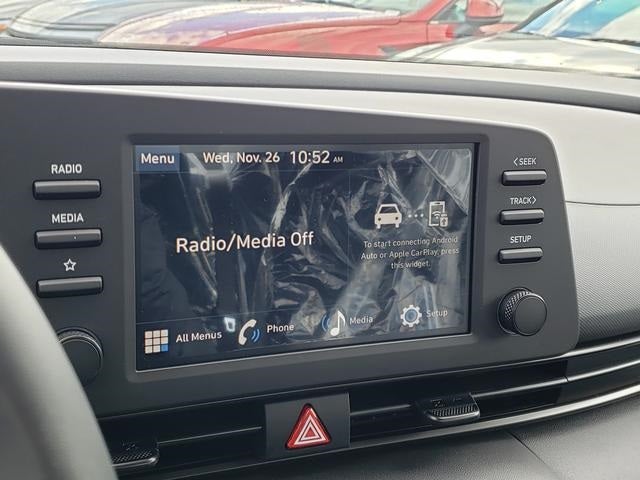 RADIO
MEDIA
Menu
Wed, Nov. 26 10:52 AM
Radio/Media Off
To start connecting Android
Auto or Apple CarPlay, press
this widget.
All Menus
Phone
Media
Setup
<SEEK
TRACK>
SETUP